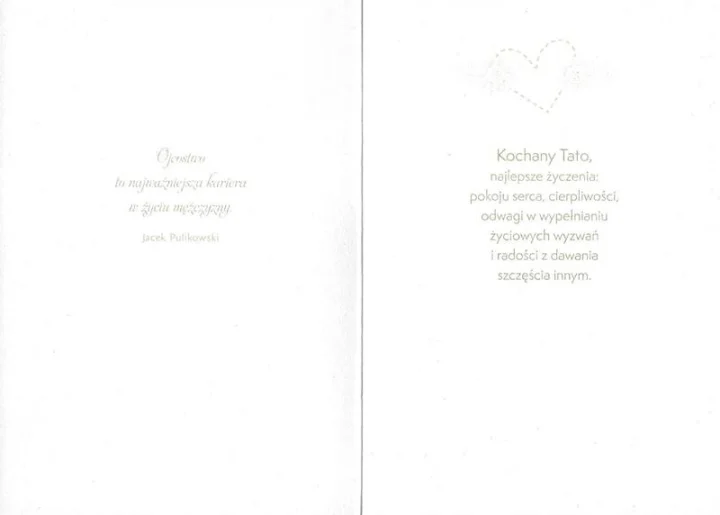 Ojcostwo
to najważniejsza kariera
w życiu mężczyzny.
Jacek Pulikowski
Kochany Tato,
najlepsze życzenia:
pokoju serca, cierpliwości,
odwagi w wypełnianiu
życiowych wyzwań
i radości z dawania
szczęścia innym.